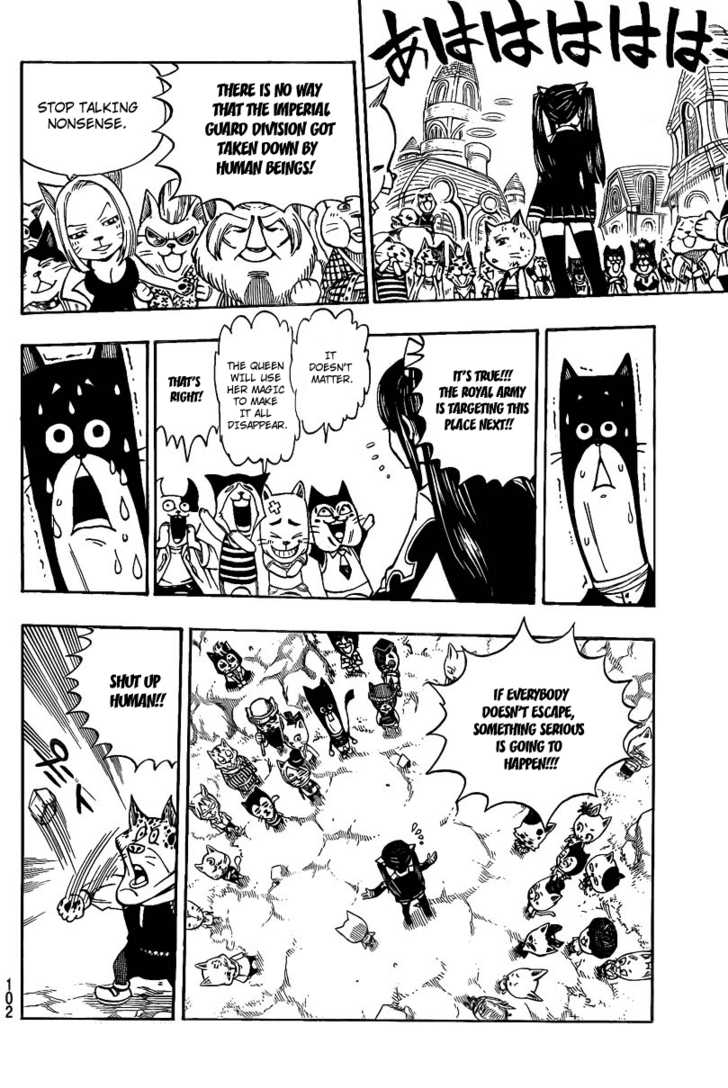 あはははははは
THERE IS NO WAY
THAT THE IMPERIAL
GUARD DIVISION GOT
TAKEN DOWN BY
HUMAN BEINGS!
STOP TALKING
NONSENSE.
IT'S TRUE!!!
THE ROYAL ARMY
IS TARGETING THIS
PLACE NEXT!!
IT
DOESN'T
MATTER.
THE QUEEN
WILL USE
HER MAGIC
TO MAKE
IT ALL
DISAPPEAR.
THAT'S
RIGHT!
IF EVERYBODY
DOESN'T ESCAPE,
SOMETHING SERIOUS
IS GOING TO
HAPPEN!!!
SHUT UP
HUMAN!!
102